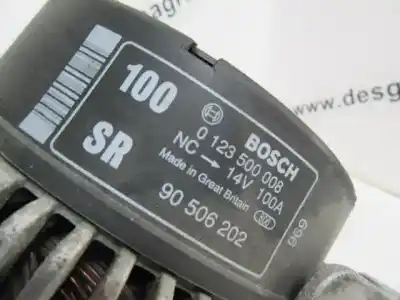 100
SR
BOSCH
0 123 500 008
NC → 14V 100A
Made in Great Britain
90 506 202
969
www.desg